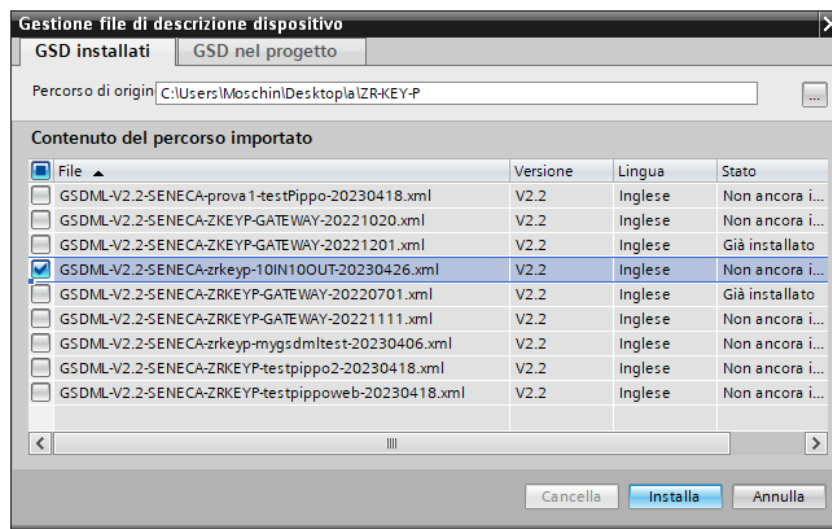 Gestione file di descrizione dispositivo
GSD installati GSD nel progetto
Percorso di origin C:\Users\Moschin\Desktop\a\ZR-KEY-P ...
Contenuto del percorso importato
File Versione Lingua Stato
GSDML-V2.2-SENECA-prova1-testPippo-20230418.xml V2.2 Inglese Non ancora i...
GSDML-V2.2-SENECA-ZKEYP-GATEWAY-20221020.xml V2.2 Inglese Non ancora i...
GSDML-V2.2-SENECA-ZKEYP-GATEWAY-20221201.xml V2.2 Inglese Già installato
GSDML-V2.2-SENECA-zrkeyp-10IN10OUT-20230426.xml V2.2 Inglese Non ancora i...
GSDML-V2.2-SENECA-ZRKEYP-GATEWAY-20220701.xml V2.2 Inglese Già installato
GSDML-V2.2-SENECA-ZRKEYP-GATEWAY-20221111.xml V2.2 Inglese Non ancora i...
GSDML-V2.2-SENECA-zrkeyp-mygsdmltest-20230406.xml V2.2 Inglese Non ancora i...
GSDML-V2.2-SENECA-ZRKEYP-testpippo2-20230418.xml V2.2 Inglese Non ancora i...
GSDML-V2.2-SENECA-ZRKEYP-testpippoweb-20230418.xml V2.2 Inglese Non ancora i...
Cancella Installa Annulla